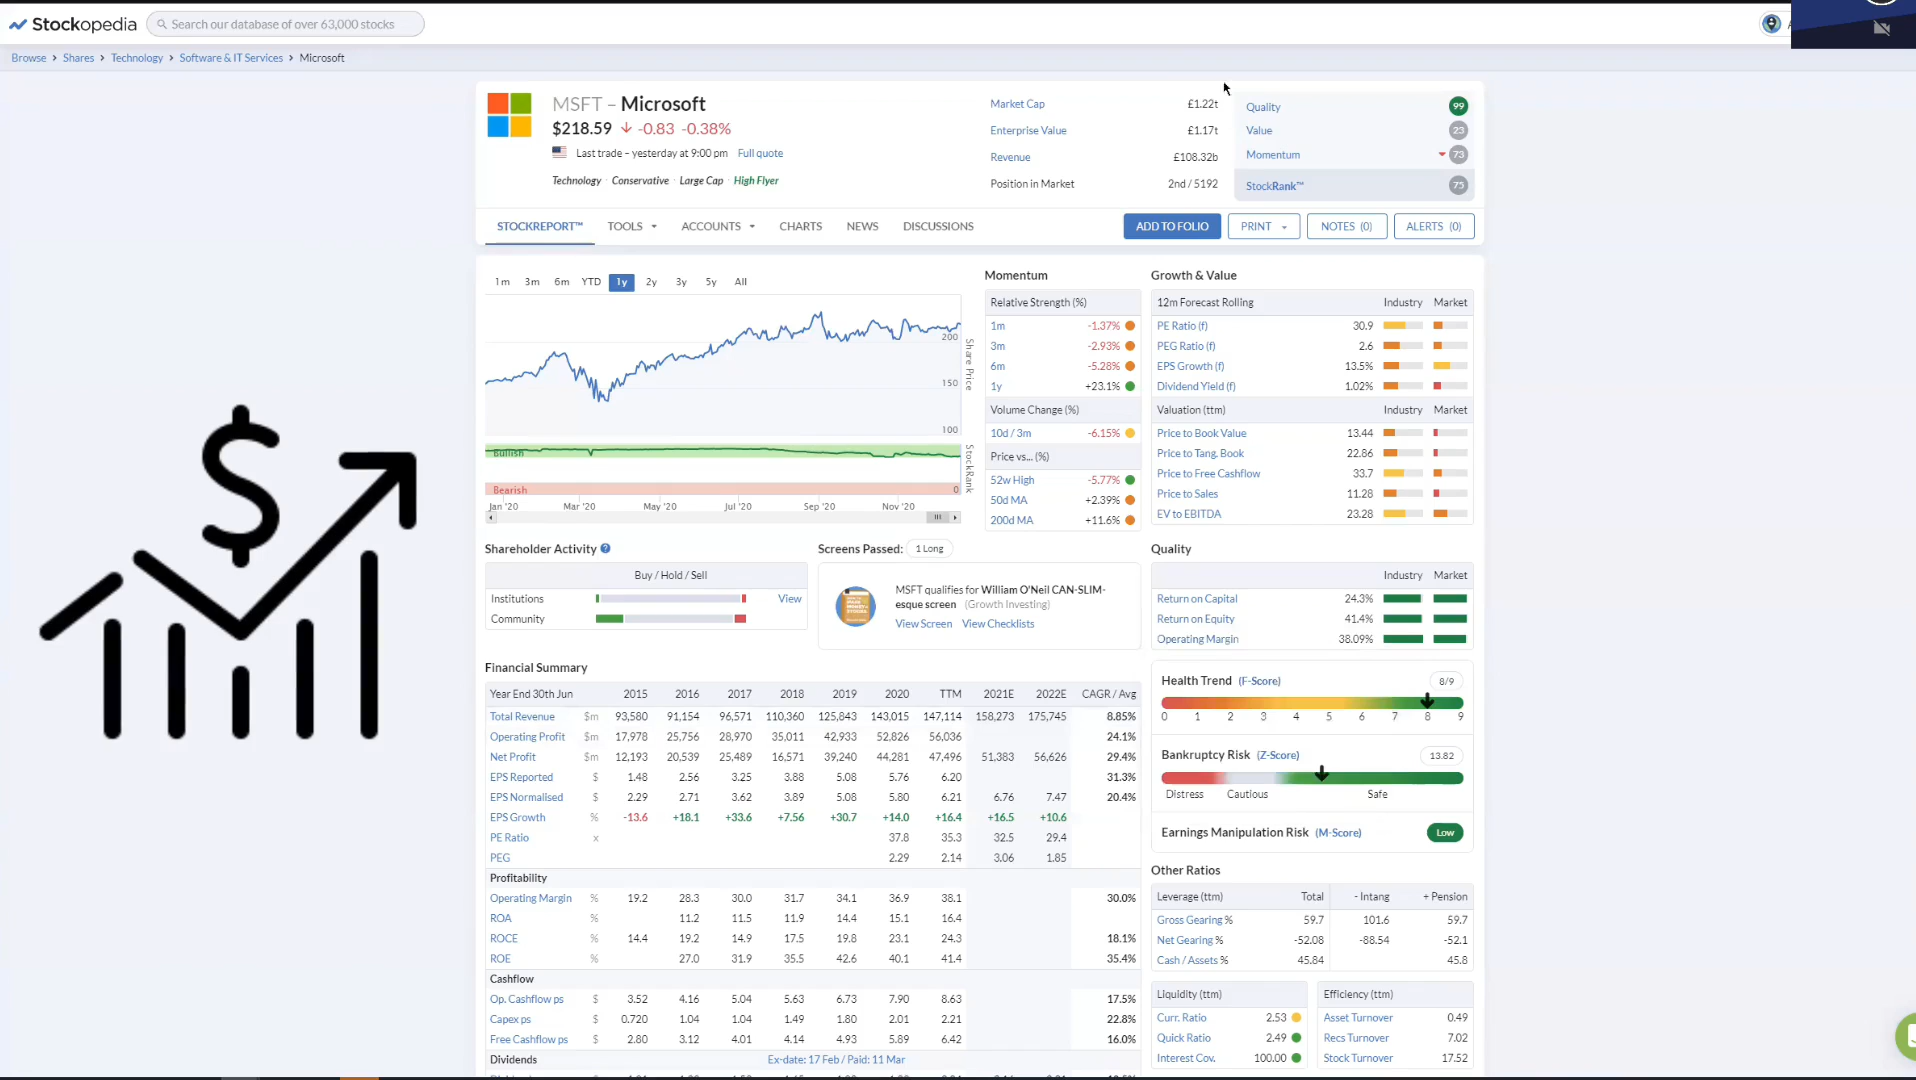 Stockopedia
Search our database of over 63,000 stocks
Browse > Shares > Technology > Software & IT Services > Microsoft
MSFT – Microsoft
$218.59 ↓ -0.83 -0.38%
Last trade – yesterday at 9:00 pm Full quote
Technology · Conservative · Large Cap · High Flyer
Market Cap £1.22t
Enterprise Value £1.17t
Revenue £108.32b
Position in Market 2nd / 5192
Quality 99
Value 23
Momentum 73
StockRank™ 75
STOCKREPORT™ TOOLS ACCOUNTS CHARTS NEWS DISCUSSIONS
ADD TO FOLIO PRINT NOTES (0) ALERTS (0)
1m 3m 6m YTD 1y 2y 3y 5y All
200
150
100
Share Price
Bullish
Bearish 0
StockRank
Jan '20 Mar '20 May '20 Jul '20 Sep '20 Nov '20
Momentum
Relative Strength (%)
1m -1.37%
3m -2.93%
6m -5.28%
1y +23.1%
Volume Change (%)
10d / 3m -6.15%
Price vs... (%)
52w High -5.77%
50d MA +2.39%
200d MA +11.6%
Growth & Value
12m Forecast Rolling Industry Market
PE Ratio (f) 30.9
PEG Ratio (f) 2.6
EPS Growth (f) 13.5%
Dividend Yield (f) 1.02%
Valuation (ttm) Industry Market
Price to Book Value 13.44
Price to Tang. Book 22.86
Price to Free Cashflow 33.7
Price to Sales 11.28
EV to EBITDA 23.28
Shareholder Activity ?
Buy / Hold / Sell
Institutions View
Community
Screens Passed: 1 Long
MSFT qualifies for William O'Neil CAN-SLIM-
esque screen (Growth Investing)
View Screen View Checklists
Quality
Industry Market
Return on Capital 24.3%
Return on Equity 41.4%
Operating Margin 38.09%
Financial Summary
Year End 30th Jun 2015 2016 2017 2018 2019 2020 TTM 2021E 2022E CAGR / Avg
Total Revenue $m 93,580 91,154 96,571 110,360 125,843 143,015 147,114 158,273 175,745 8.85%
Operating Profit $m 17,978 25,756 28,970 35,011 42,933 52,826 56,036 24.1%
Net Profit $m 12,193 20,539 25,489 16,571 39,240 44,281 47,496 51,383 56,626 29.4%
EPS Reported $ 1.48 2.56 3.25 3.88 5.08 5.76 6.20 31.3%
EPS Normalised $ 2.29 2.71 3.62 3.89 5.08 5.80 6.21 6.76 7.47 20.4%
EPS Growth % -13.6 +18.1 +33.6 +7.56 +30.7 +14.0 +16.4 +16.5 +10.6
PE Ratio x 37.8 35.3 32.5 29.4
PEG 2.29 2.14 3.06 1.85
Profitability
Operating Margin % 19.2 28.3 30.0 31.7 34.1 36.9 38.1 30.0%
ROA % 11.2 11.5 11.9 14.4 15.1 16.4
ROCE % 14.4 19.2 14.9 17.5 19.8 23.1 24.3 18.1%
ROE % 27.0 31.9 35.5 42.6 40.1 41.4 35.4%
Cashflow
Op. Cashflow ps $ 3.52 4.16 5.04 5.63 6.73 7.90 8.63 17.5%
Capex ps $ 0.720 1.04 1.04 1.49 1.80 2.01 2.21 22.8%
Free Cashflow ps $ 2.80 3.12 4.01 4.14 4.93 5.89 6.42 16.0%
Dividends Ex-date: 17 Feb / Paid: 11 Mar
Health Trend (F-Score) 8/9
0 1 2 3 4 5 6 7 8 9
Bankruptcy Risk (Z-Score) 13.82
Distress Cautious Safe
Earnings Manipulation Risk (M-Score) Low
Other Ratios
Leverage (ttm) Total - Intang + Pension
Gross Gearing % 59.7 101.6 59.7
Net Gearing % -52.08 -88.54 -52.1
Cash / Assets % 45.84 45.8
Liquidity (ttm)
Curr. Ratio 2.53
Quick Ratio 2.49
Interest Cov. 100.00
Efficiency (ttm)
Asset Turnover 0.49
Recs Turnover 7.02
Stock Turnover 17.52
$